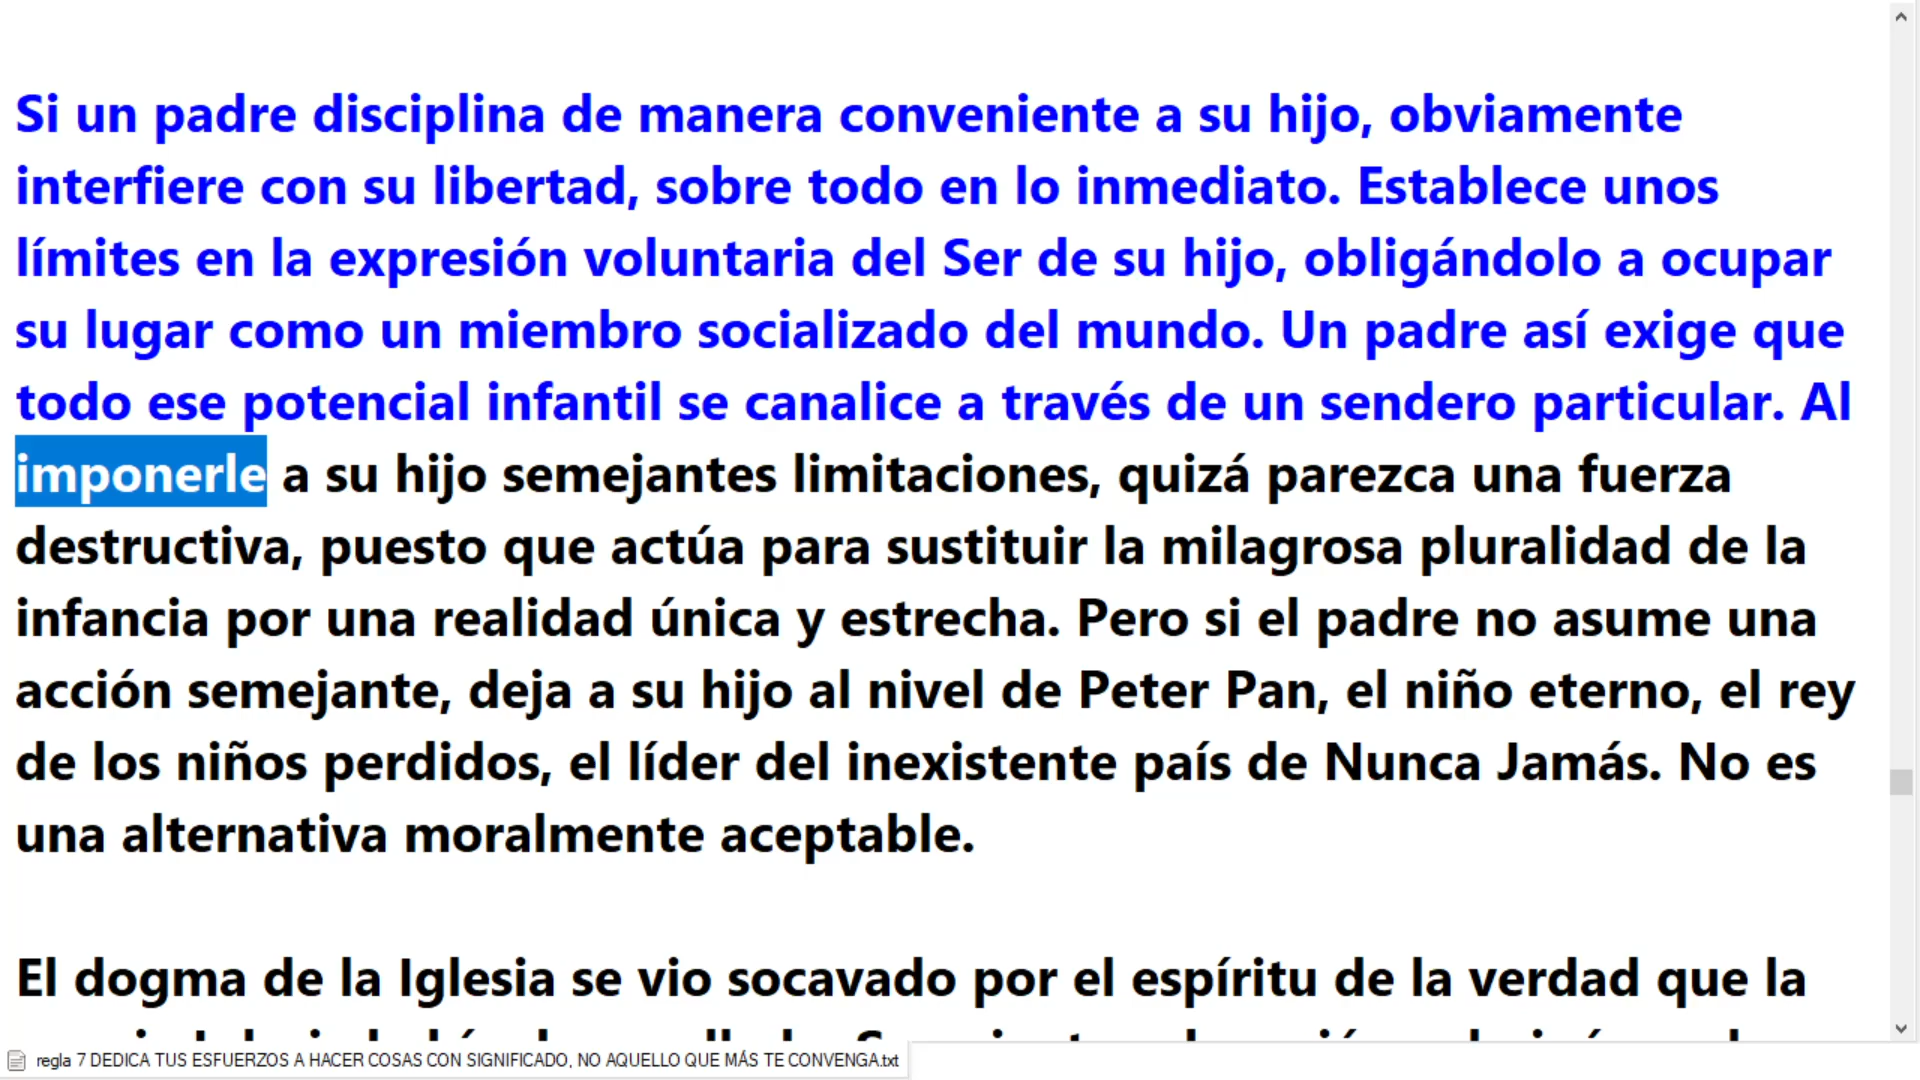 Si un padre disciplina de manera conveniente a su hijo, obviamente
interfiere con su libertad, sobre todo en lo inmediato. Establece unos
límites en la expresión voluntaria del Ser de su hijo, obligándolo a ocupar
su lugar como un miembro socializado del mundo. Un padre así exige que
todo ese potencial infantil se canalice a través de un sendero particular. Al
imponerle a su hijo semejantes limitaciones, quizá parezca una fuerza
destructiva, puesto que actúa para sustituir la milagrosa pluralidad de la
infancia por una realidad única y estrecha. Pero si el padre no asume una
acción semejante, deja a su hijo al nivel de Peter Pan, el niño eterno, el rey
de los niños perdidos, el líder del inexistente país de Nunca Jamás. No es
una alternativa moralmente aceptable.
El dogma de la Iglesia se vio socavado por el espíritu de la verdad que la
regla 7 DEDICA TUS ESFUERZOS A HACER COSAS CON SIGNIFICADO, NO AQUELLO QUE MÁS TE CONVENGA.txt